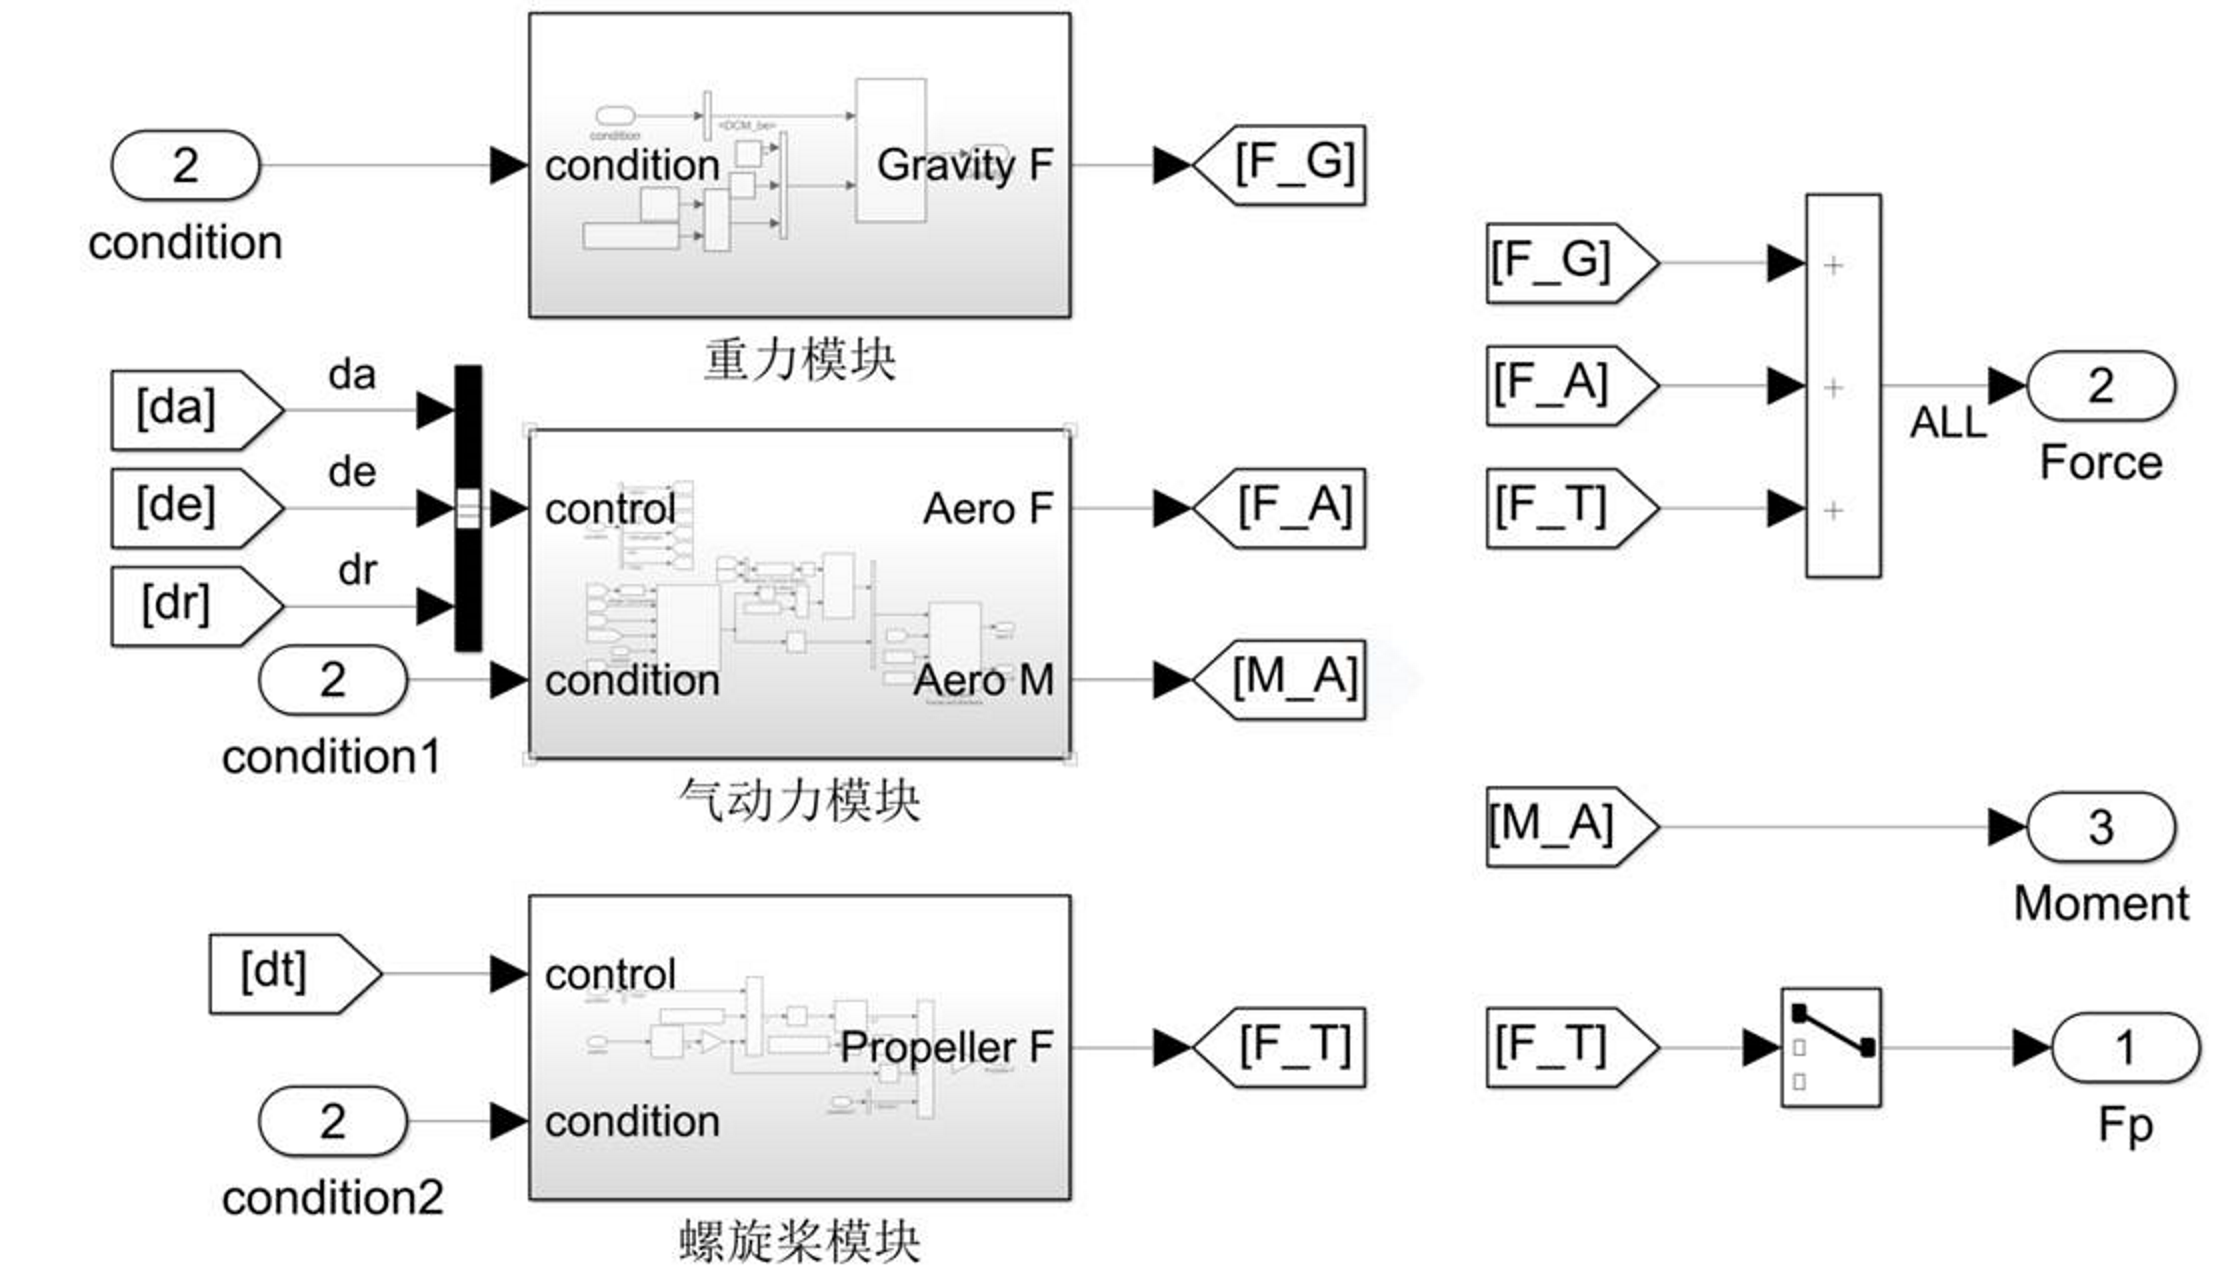 2
condition
condition
<DCM_be>
condition
Gravity F
[F_G]
重力模块
[da]
da
[de]
de
[dr]
dr
2
condition1
control
condition
Aero F
Aero M
[F_A]
[M_A]
气动力模块
[dt]
2
condition2
control
condition
Propeller F
[F_T]
螺旋桨模块
[F_G]
[F_A]
[F_T]
+
+
+
ALL
2
Force
[M_A]
3
Moment
[F_T]
1
Fp